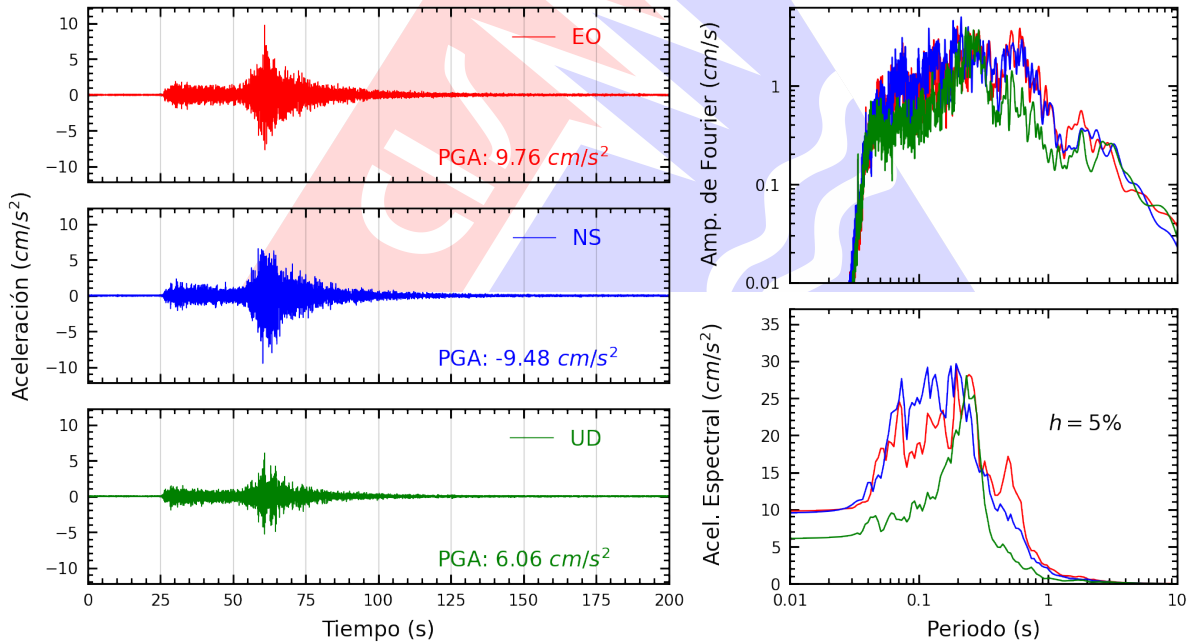 Aceleración (cm/s²)
10
5
0
−5
−10
EO
PGA: 9.76 cm/s²
10
5
0
−5
−10
NS
PGA: -9.48 cm/s²
10
5
0
−5
−10
UD
PGA: 6.06 cm/s²
0 25 50 75 100 125 150 175 200
Tiempo (s)
Amp. de Fourier (cm/s)
1
0.1
0.01
Acel. Espectral (cm/s²)
35
30
25
20
15
10
5
0
h = 5%
0.01 0.1 1 10
Periodo (s)
CISMID